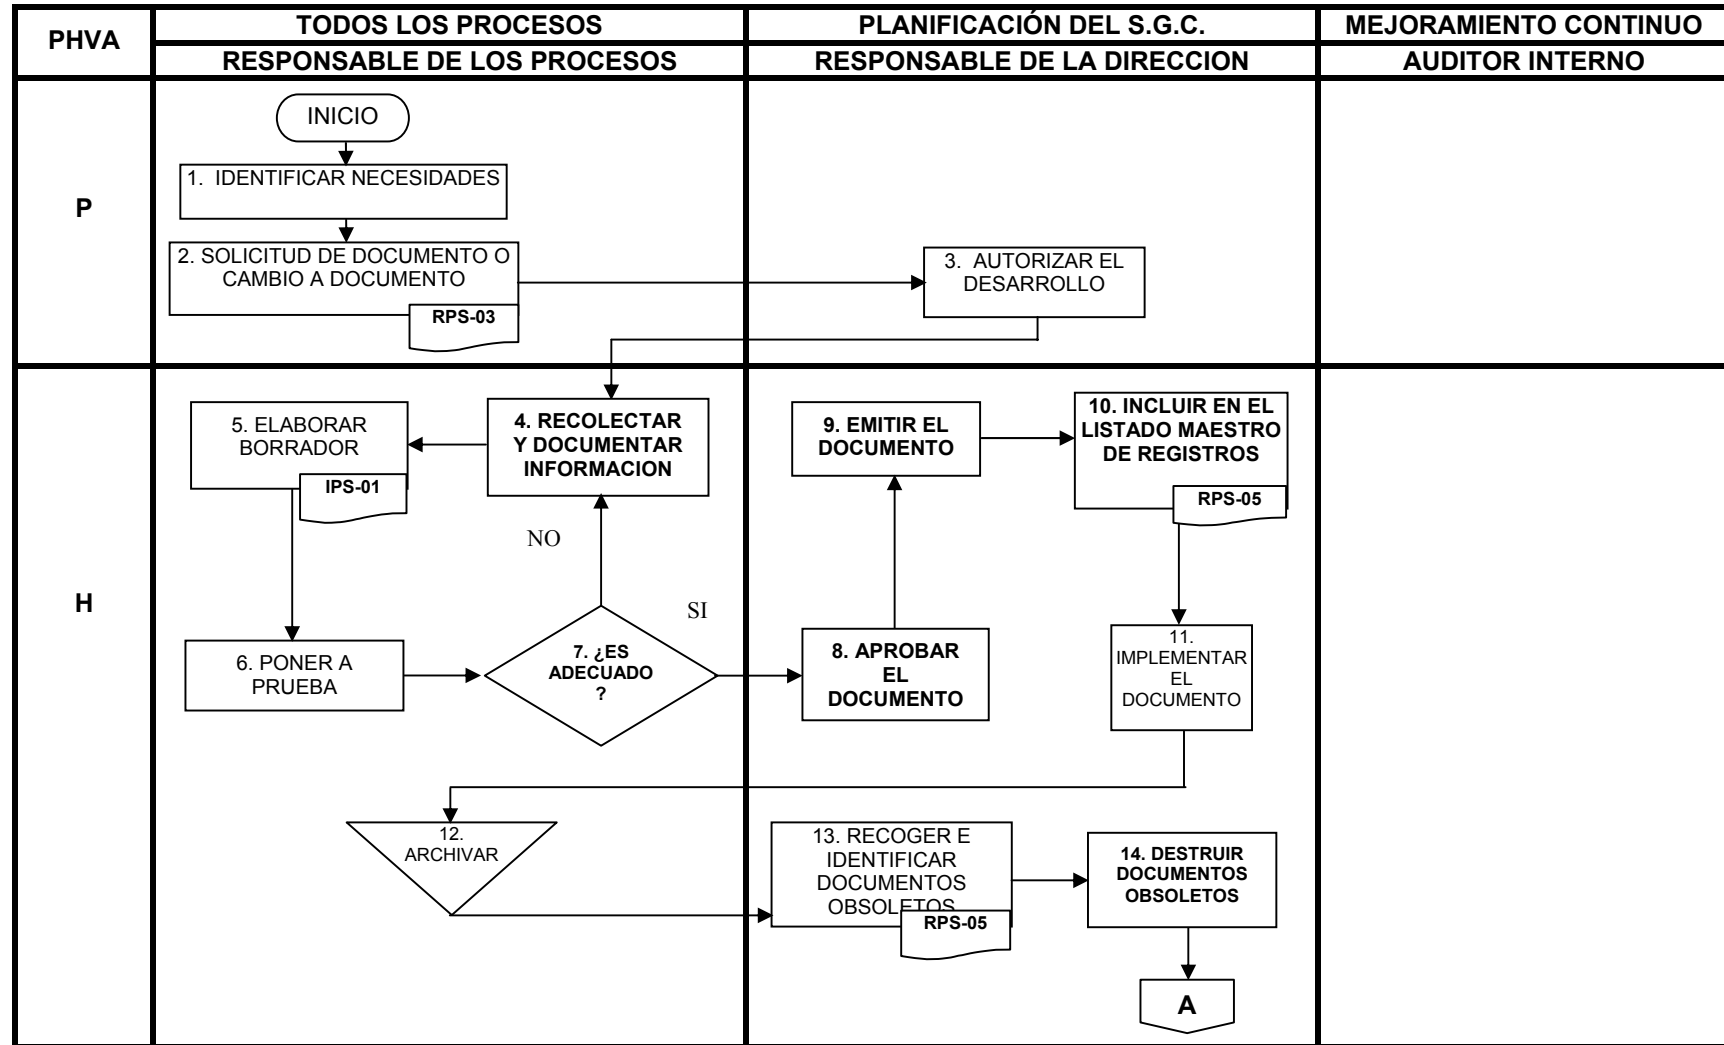 PHVA
TODOS LOS PROCESOS
PLANIFICACIÓN DEL S.G.C.
MEJORAMIENTO CONTINUO
RESPONSABLE DE LOS PROCESOS
RESPONSABLE DE LA DIRECCION
AUDITOR INTERNO
P
INICIO
1. IDENTIFICAR NECESIDADES
2. SOLICITUD DE DOCUMENTO O
CAMBIO A DOCUMENTO
RPS-03
3. AUTORIZAR EL
DESARROLLO
H
4. RECOLECTAR
Y DOCUMENTAR
INFORMACION
5. ELABORAR
BORRADOR
IPS-01
6. PONER A
PRUEBA
7. ¿ES
ADECUADO
?
NO
SI
8. APROBAR
EL
DOCUMENTO
9. EMITIR EL
DOCUMENTO
10. INCLUIR EN EL
LISTADO MAESTRO
DE REGISTROS
RPS-05
11.
IMPLEMENTAR
EL
DOCUMENTO
12.
ARCHIVAR
13. RECOGER E
IDENTIFICAR
DOCUMENTOS
OBSOLETOS
RPS-05
14. DESTRUIR
DOCUMENTOS
OBSOLETOS
A